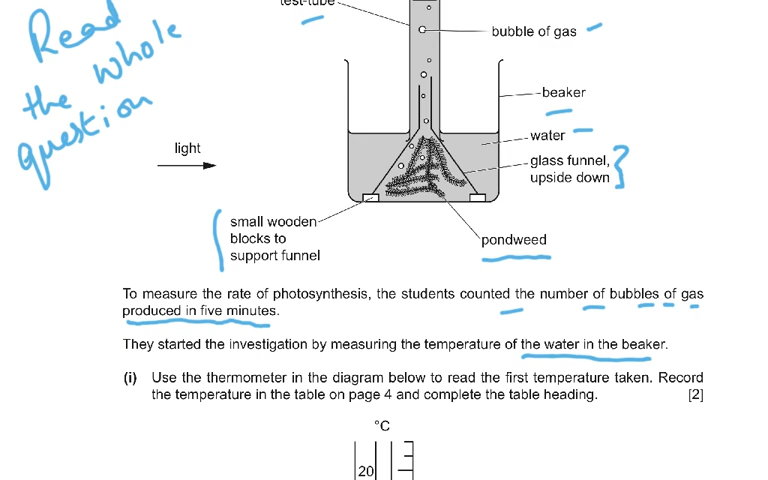 Read
the whole
question
test-tube
bubble of gas
beaker
water
light
glass funnel,
upside down
small wooden
blocks to
support funnel
pondweed
To measure the rate of photosynthesis, the students counted the number of bubbles of gas
produced in five minutes.
They started the investigation by measuring the temperature of the water in the beaker.
(i) Use the thermometer in the diagram below to read the first temperature taken. Record
the temperature in the table on page 4 and complete the table heading. [2]
°C
20